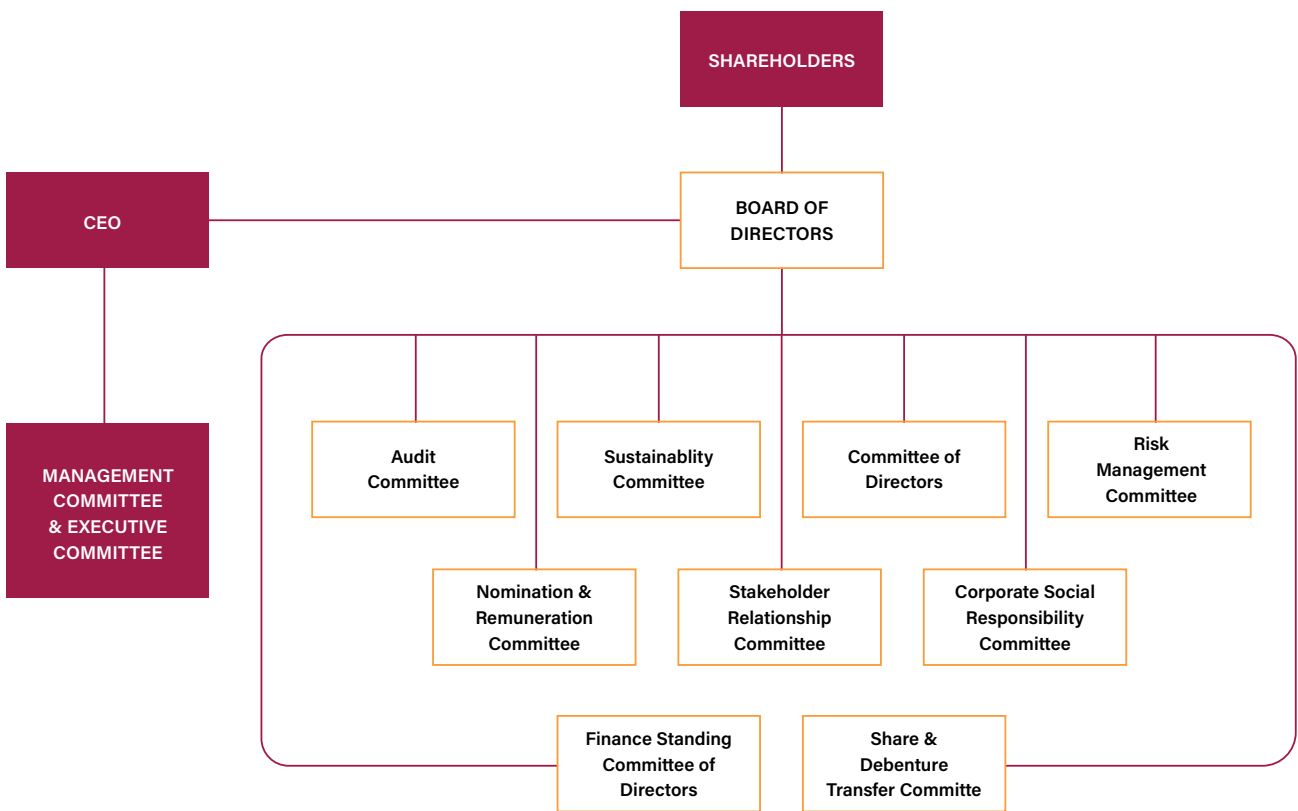 SHAREHOLDERS
CEO
BOARD OF
DIRECTORS
MANAGEMENT
COMMITTEE
& EXECUTIVE
COMMITTEE
Audit
Committee
Sustainablity
Committee
Committee of
Directors
Risk
Management
Committee
Nomination &
Remuneration
Committee
Stakeholder
Relationship
Committee
Corporate Social
Responsibility
Committee
Finance Standing
Committee of
Directors
Share &
Debenture
Transfer Committe